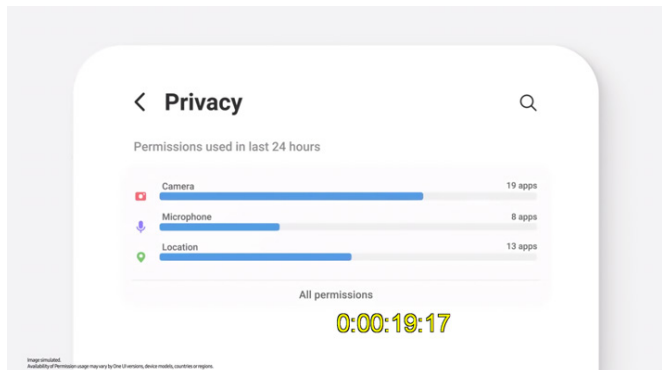 Privacy
Permissions used in last 24 hours
Camera 19 apps
Microphone 8 apps
Location 13 apps
All permissions
0:00:19:17
Image simulated.
Availability of Permission usage may vary by One UI versions, device models, countries or regions.